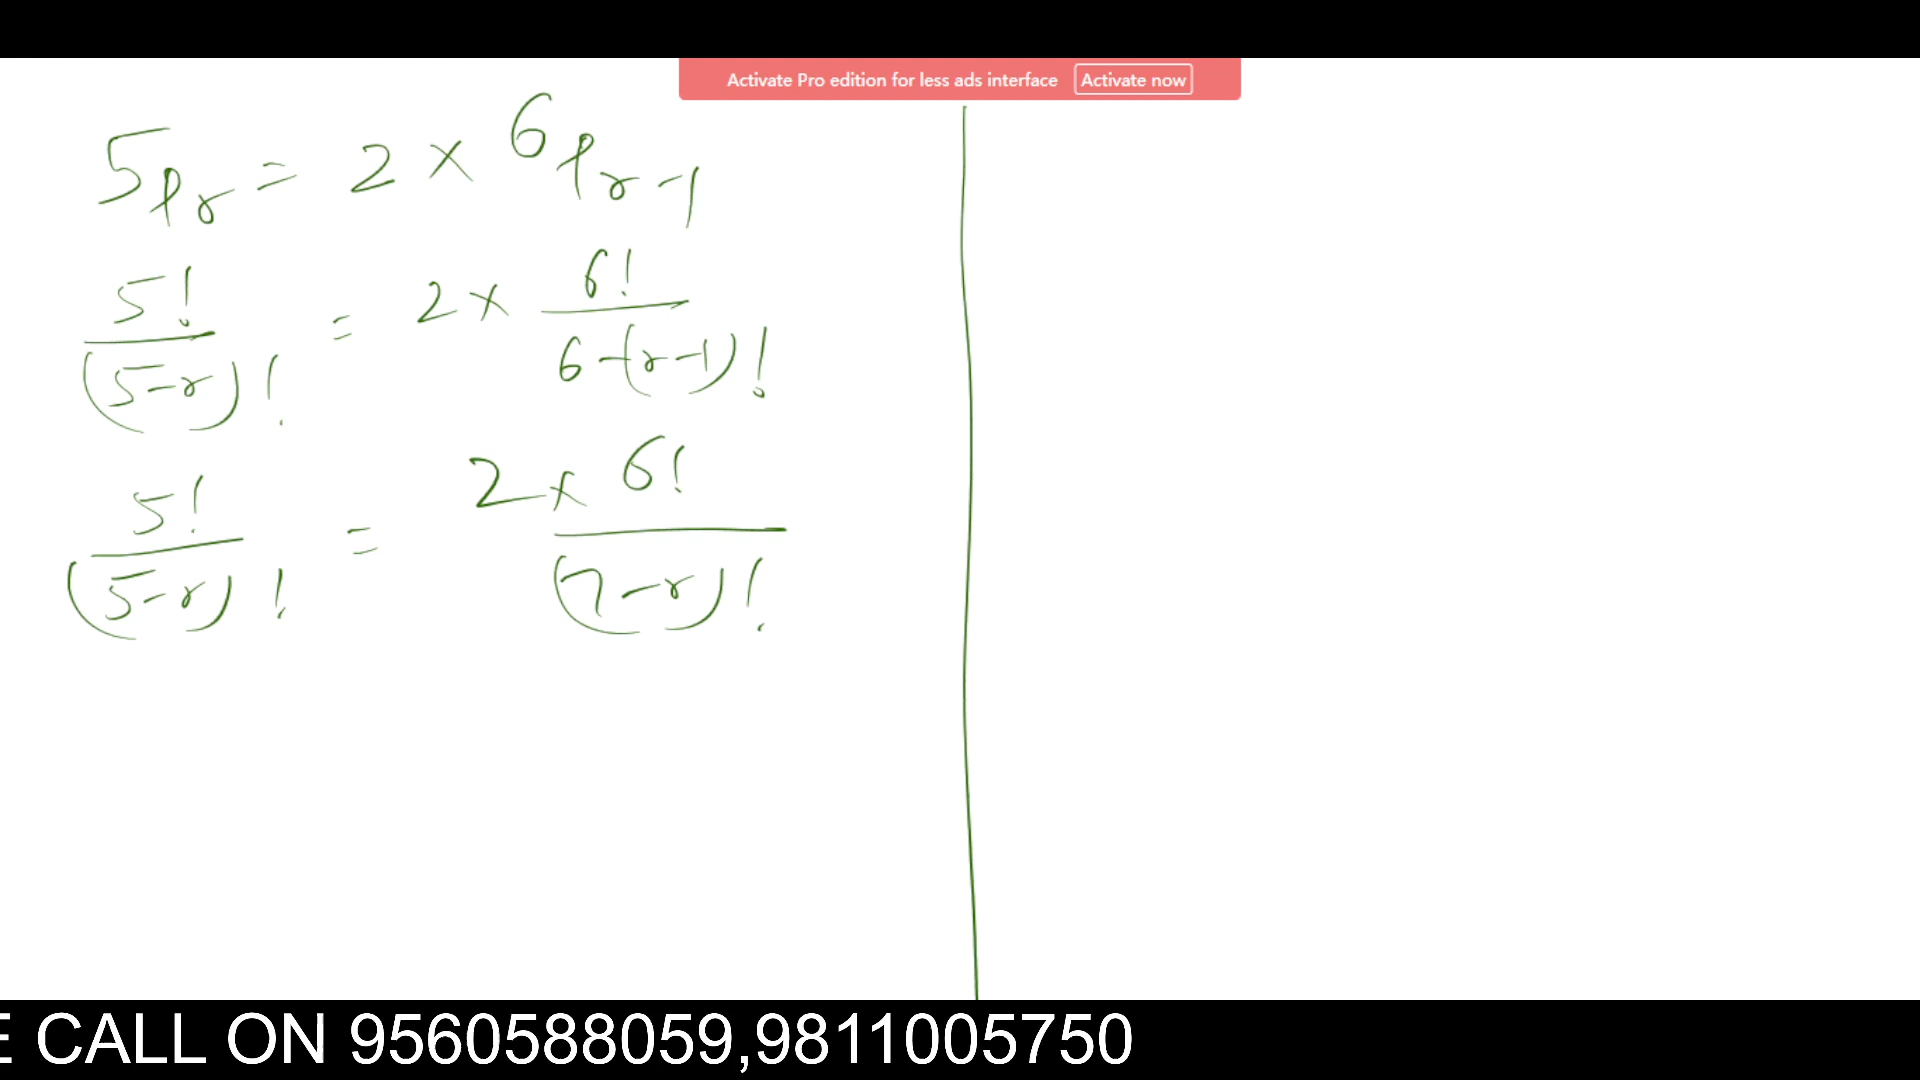 Activate Pro edition for less ads interface Activate now
5Pr = 2 × 6Pr-1
5!/(5-r)! = 2 × 6!/6-(r-1)!
5!/(5-r)! = 2 × 6!/(7-r)!
E CALL ON 9560588059,9811005750